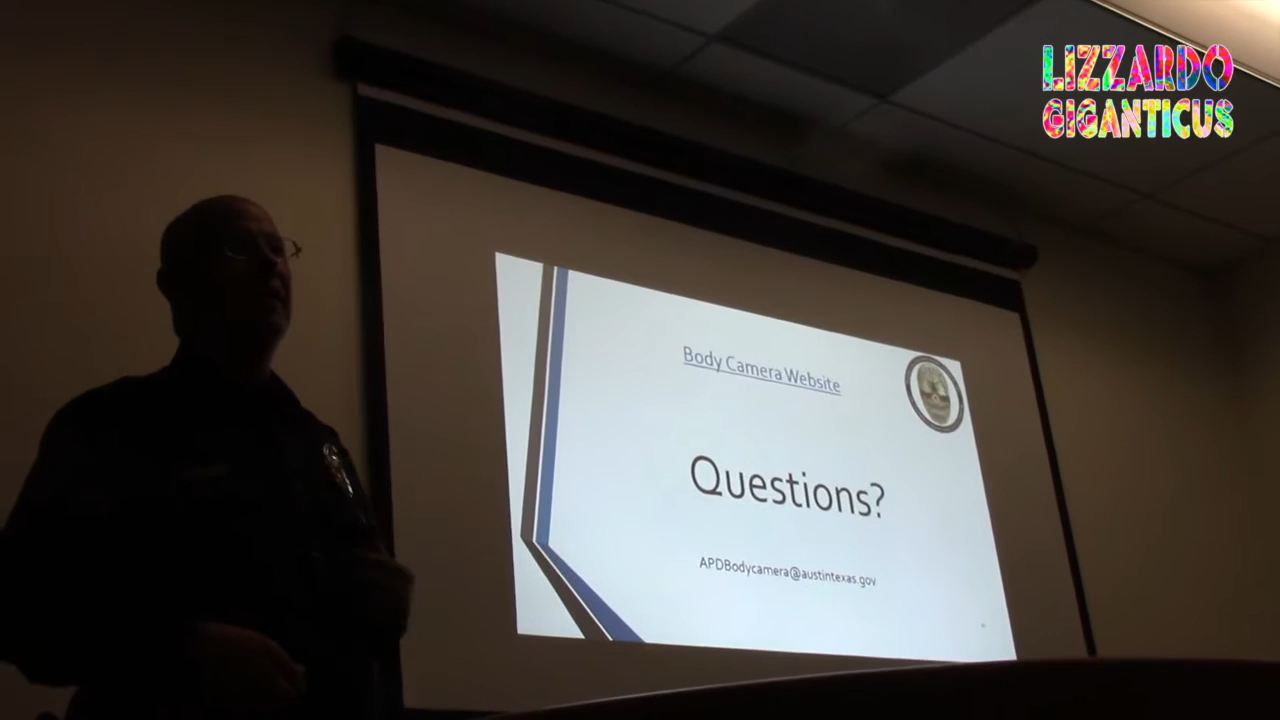 LIZZARDO
GIGANTICUS
Body Camera Website
Questions?
APDBodycamera@austintexas.gov